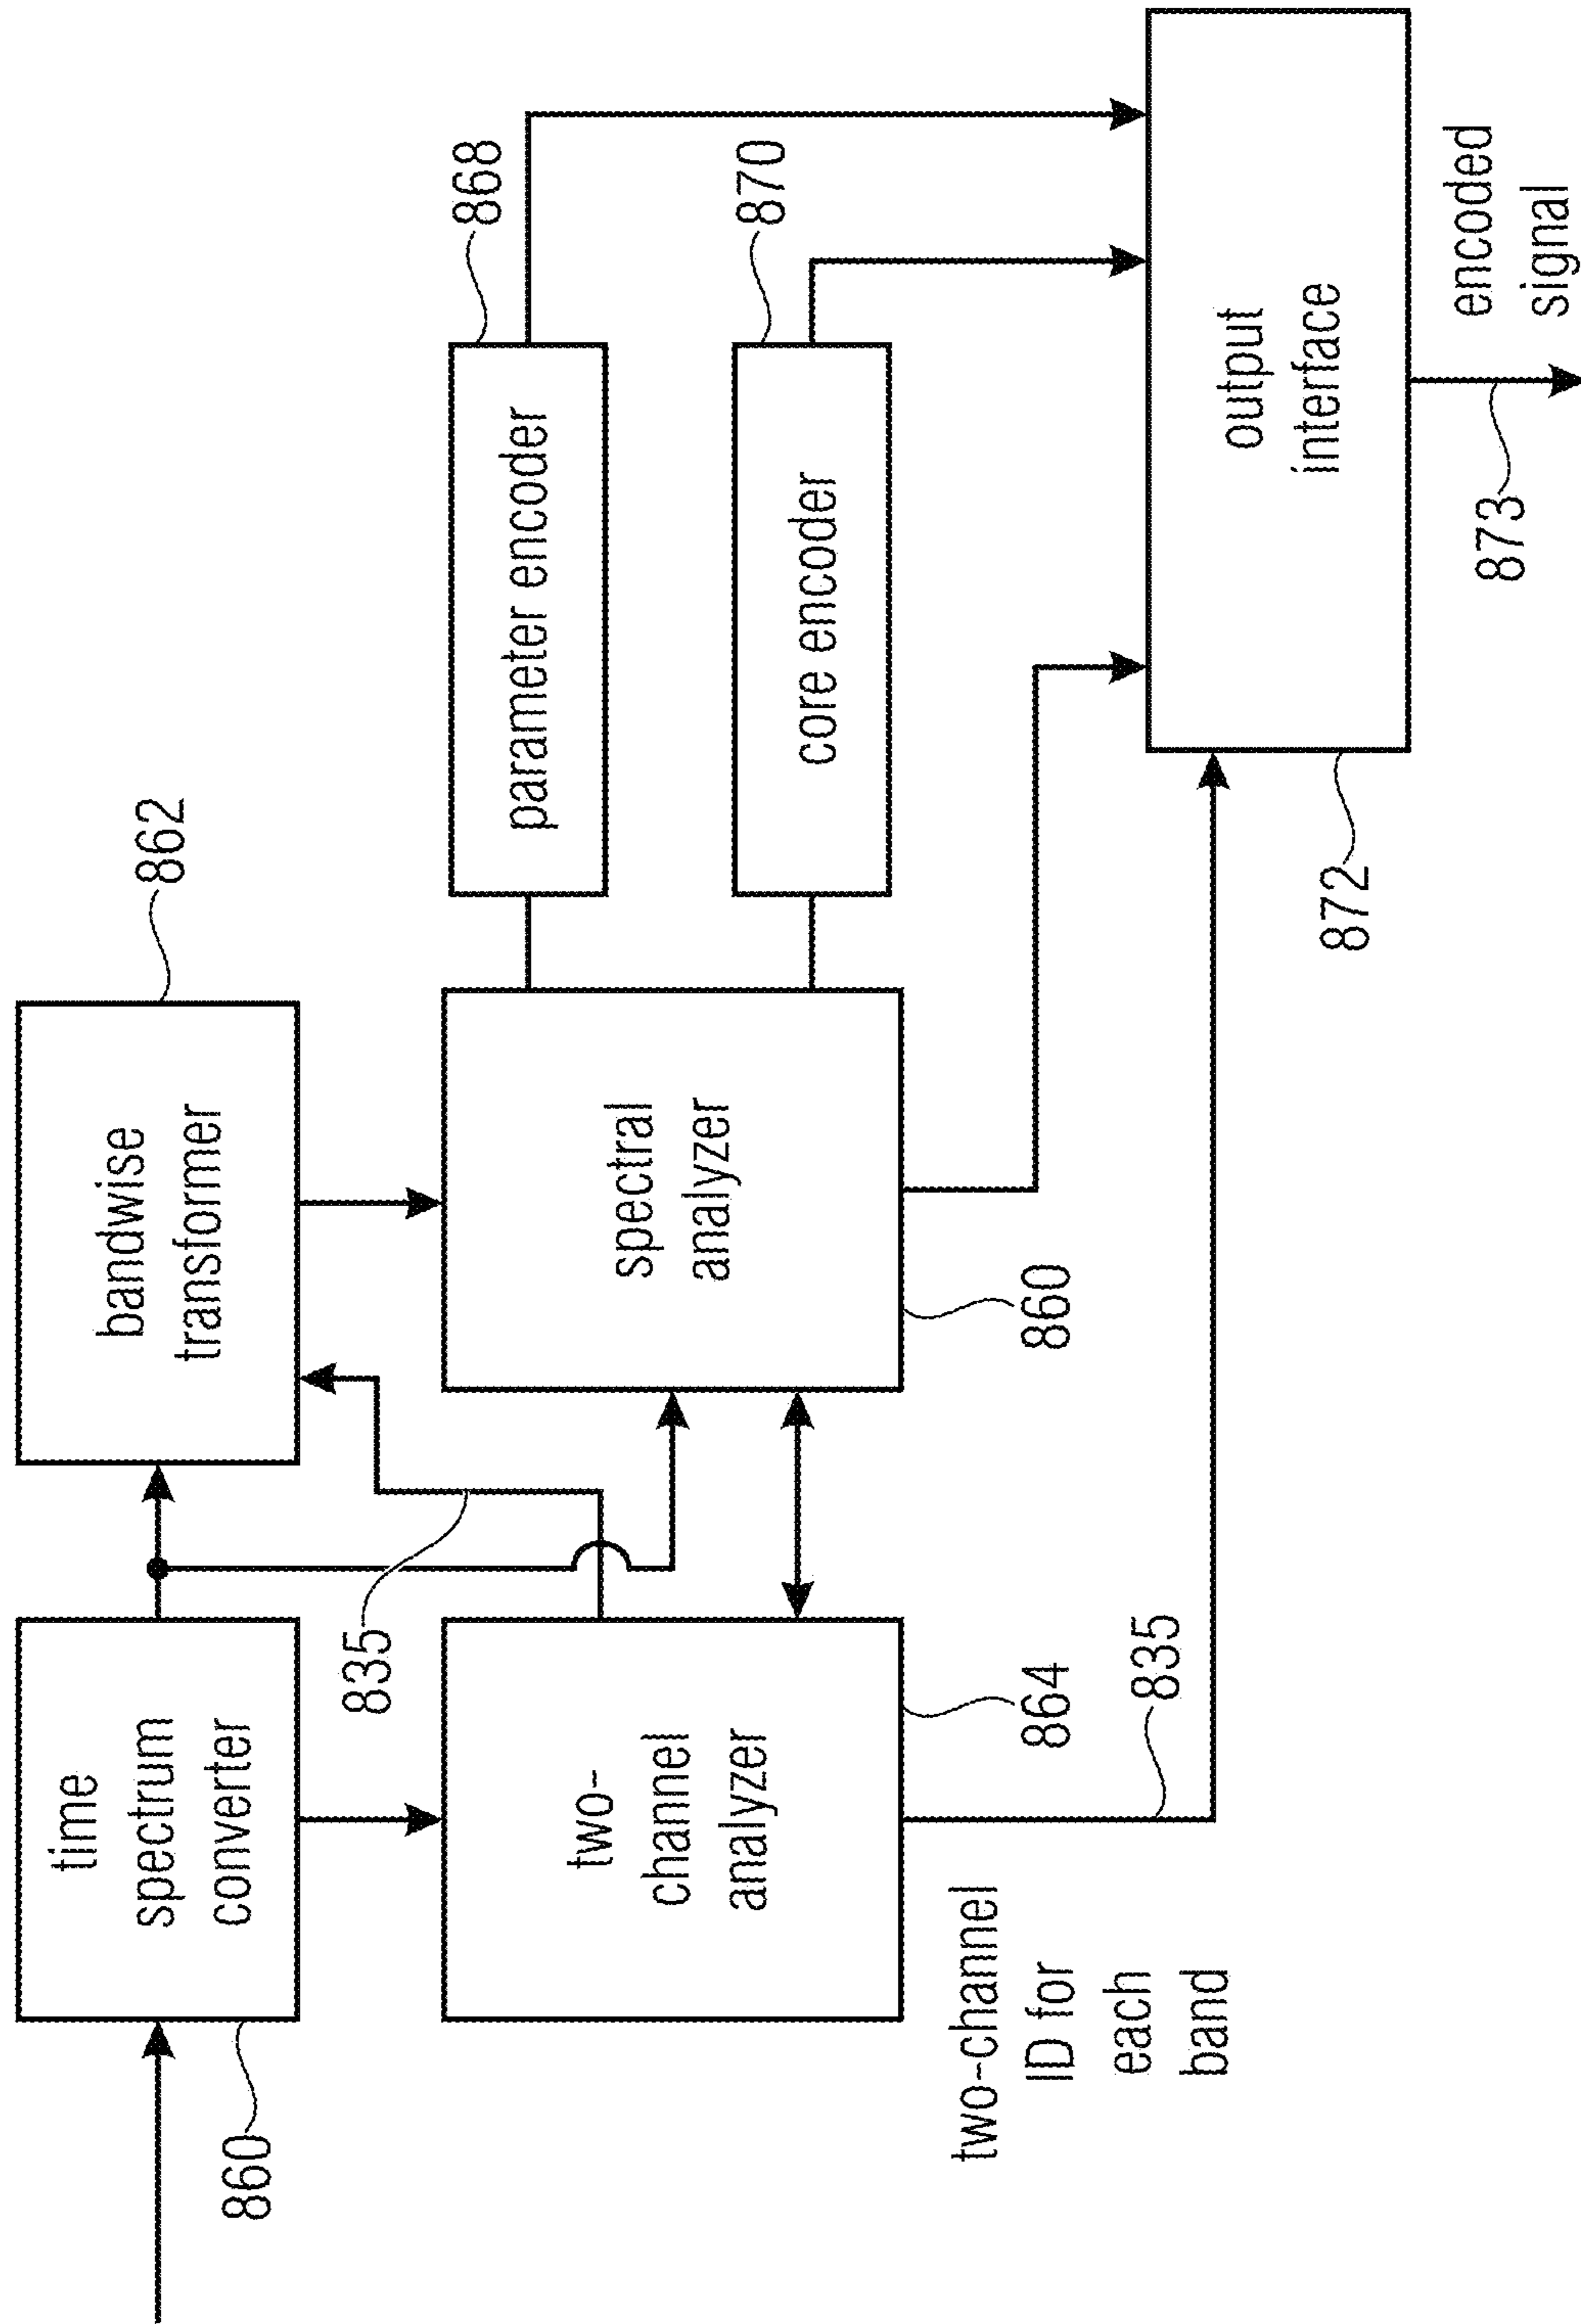 time
spectrum
converter
860
bandwise
transformer
862
835
two-
channel
analyzer
864
spectral
analyzer
860
parameter encoder
868
core encoder
870
two-channel
ID for
each
band
835
output
interface
872
873
encoded
signal